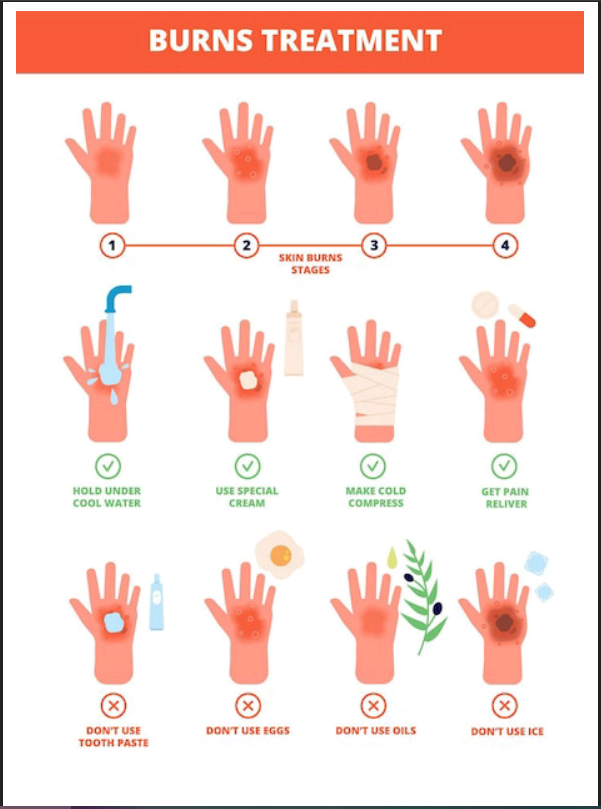 BURNS TREATMENT
1 2 3 4
SKIN BURNS
STAGES
HOLD UNDER
COOL WATER
USE SPECIAL
CREAM
MAKE COLD
COMPRESS
GET PAIN
RELIVER
DON'T USE
TOOTH PASTE
DON'T USE EGGS
DON'T USE OILS
DON'T USE ICE